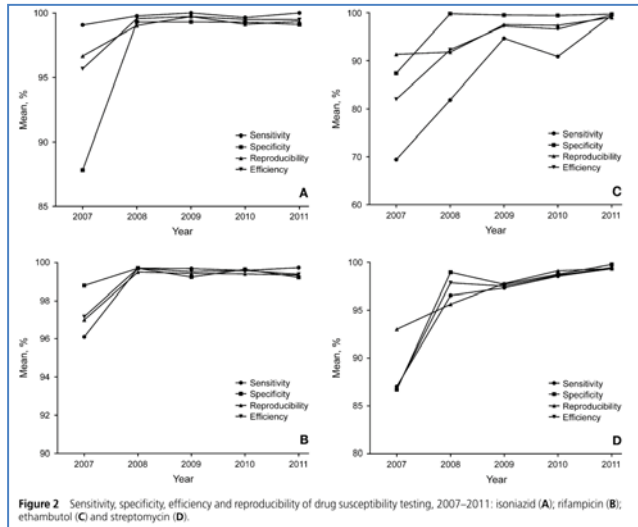 100
95
90
85
Mean, %
Sensitivity
Specificity
Reproducibility
Efficiency
A
2007 2008 2009 2010 2011
Year
100
90
80
70
60
Mean, %
Sensitivity
Specificity
Reproducibility
Efficiency
C
2007 2008 2009 2010 2011
Year
100
98
96
94
92
90
Mean, %
Sensitivity
Specificity
Reproducibility
Efficiency
B
2007 2008 2009 2010 2011
Year
100
95
90
85
80
Mean, %
Sensitivity
Specificity
Reproducibility
Efficiency
D
2007 2008 2009 2010 2011
Year
Figure 2 Sensitivity, specificity, efficiency and reproducibility of drug susceptibility testing, 2007–2011: isoniazid (A); rifampicin (B);
ethambutol (C) and streptomycin (D).